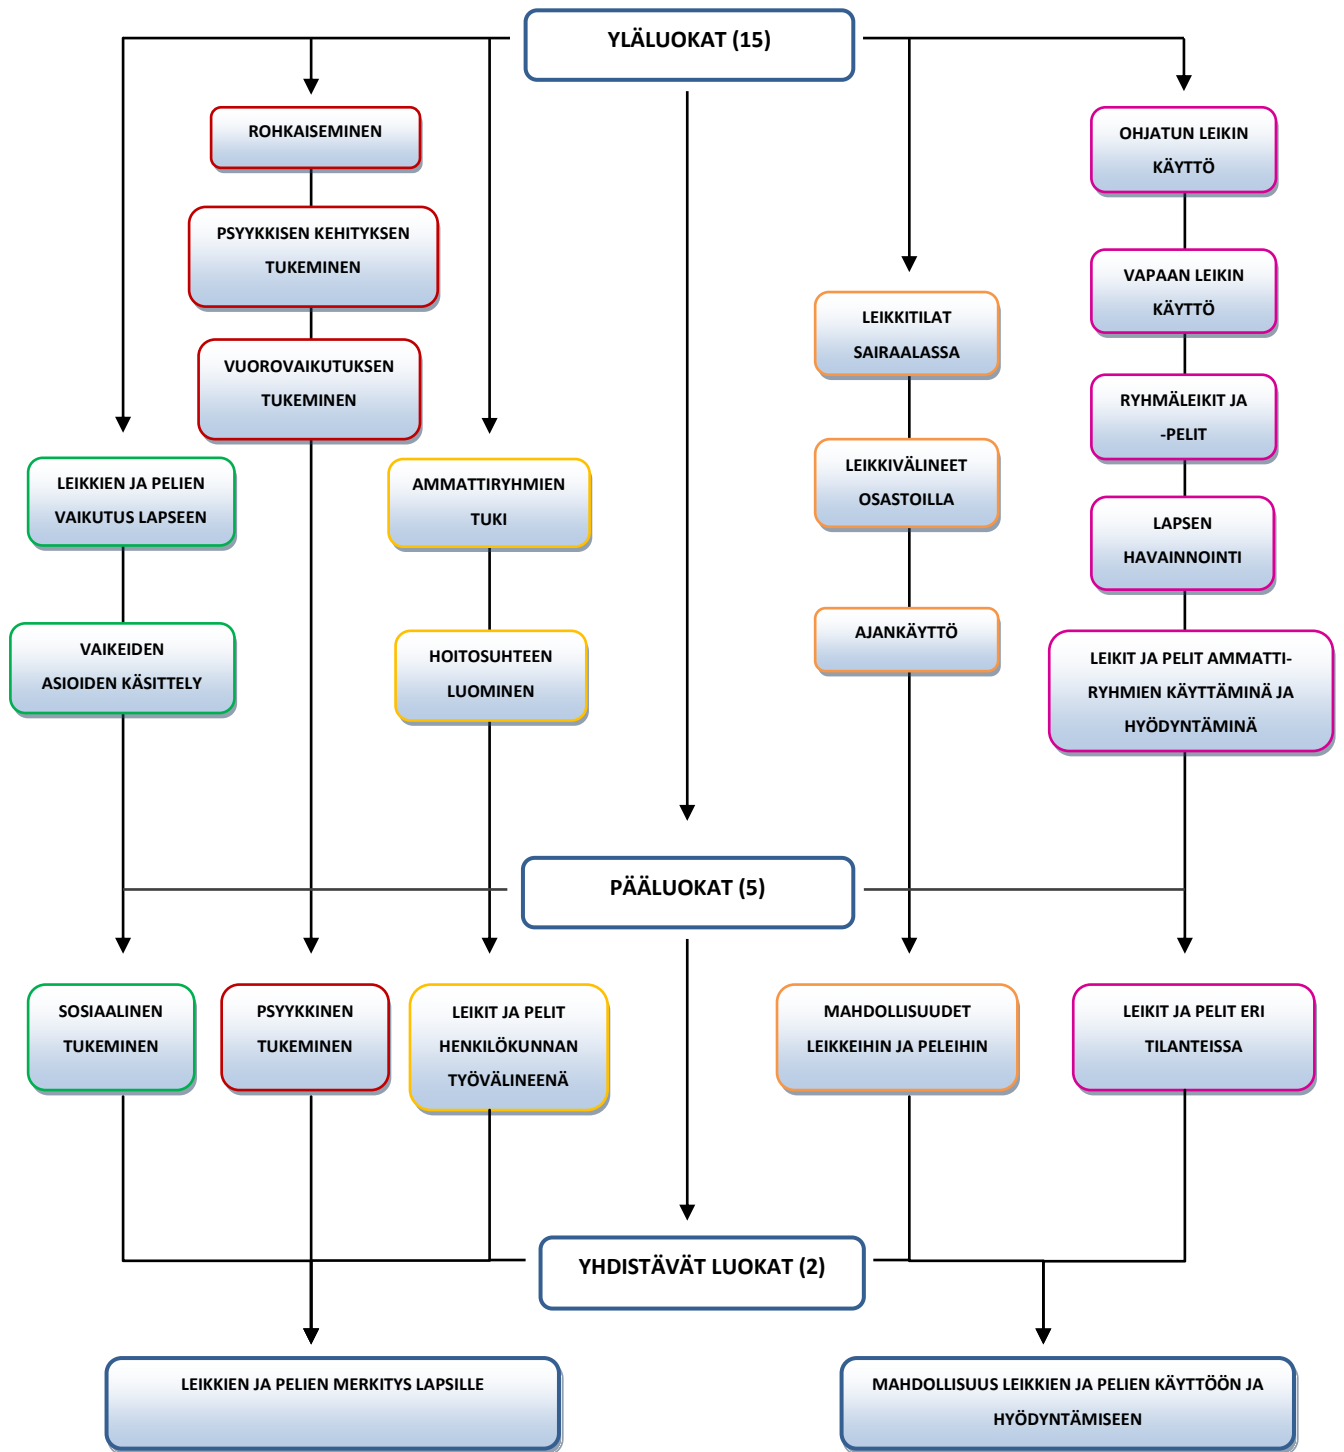 YLÄLUOKAT (15)
ROHKAISEMINEN
PSYYKKISEN KEHITYKSEN
TUKEMINEN
VUOROVAIKUTUKSEN
TUKEMINEN
LEIKKIEN JA PELIEN
VAIKUTUS LAPSEEN
VAIKEIDEN
ASIOIDEN KÄSITTELY
AMMATTIRYHMIEN
TUKI
HOITOSUHTEEN
LUOMINEN
LEIKKITILAT
SAIRAALASSA
LEIKKIVÄLINEET
OSASTOILLA
AJANKÄYTTÖ
OHJATUN LEIKIN
KÄYTTÖ
VAPAAN LEIKIN
KÄYTTÖ
RYHMÄLEIKIT JA
-PELIT
LAPSEN
HAVAINNOINTI
LEIKIT JA PELIT AMMATTI-
RYHMIEN KÄYTTÄMINÄ JA
HYÖDYNTÄMINÄ
PÄÄLUOKAT (5)
SOSIAALINEN
TUKEMINEN
PSYYKKINEN
TUKEMINEN
LEIKIT JA PELIT
HENKILÖKUNNAN
TYÖVÄLINEENÄ
MAHDOLLISUUDET
LEIKKEIHIN JA PELEIHIN
LEIKIT JA PELIT ERI
TILANTEISSA
YHDISTÄVÄT LUOKAT (2)
LEIKKIEN JA PELIEN MERKITYS LAPSILLE
MAHDOLLISUUS LEIKKIEN JA PELIEN KÄYTTÖÖN JA
HYÖDYNTÄMISEEN